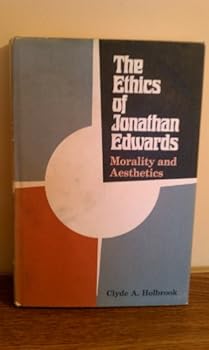 The
Ethics
of
Jonathan
Edwards
Morality and
Aesthetics
Clyde A. Holbrook